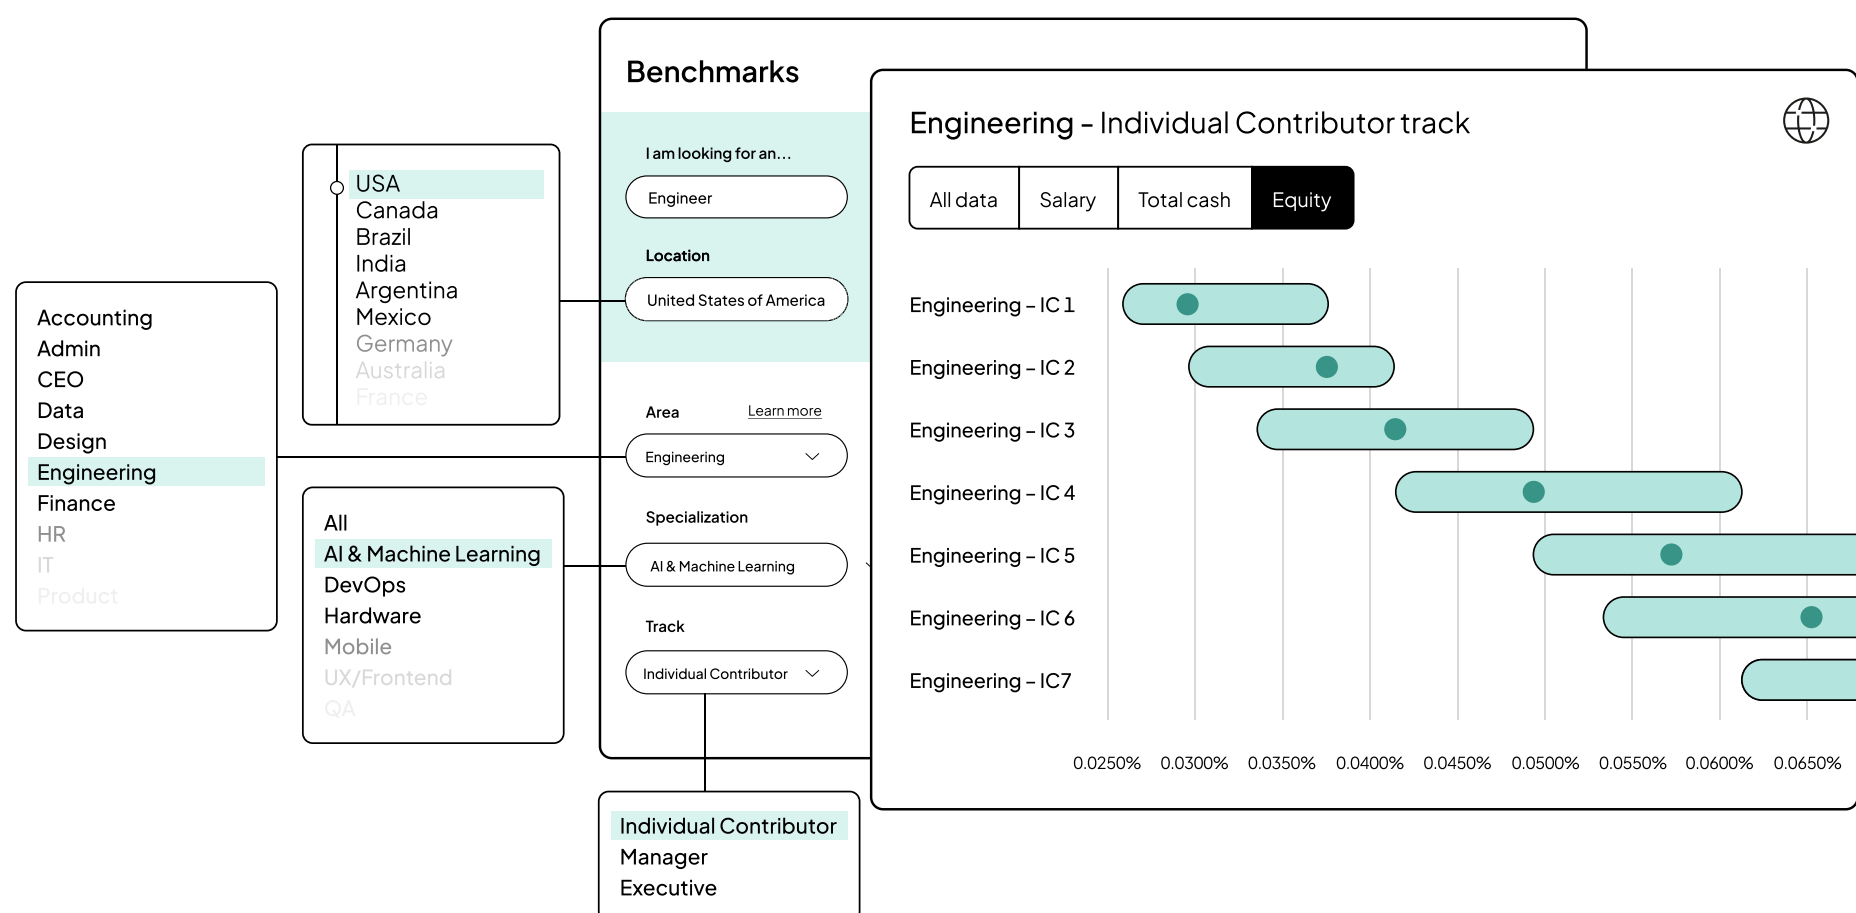 Accounting
Admin
CEO
Data
Design
Engineering
Finance
HR
IT
Product
USA
Canada
Brazil
India
Argentina
Mexico
Germany
Australia
France
All
AI & Machine Learning
DevOps
Hardware
Mobile
UX/Frontend
QA
Benchmarks
I am looking for an...
Engineer
Location
United States of America
Area Learn more
Engineering
Specialization
AI & Machine Learning
Track
Individual Contributor
Individual Contributor
Manager
Executive
Engineering - Individual Contributor track
All data Salary Total cash Equity
Engineering – IC 1
Engineering – IC 2
Engineering – IC 3
Engineering – IC 4
Engineering – IC 5
Engineering – IC 6
Engineering – IC7
0.0250% 0.0300% 0.0350% 0.0400% 0.0450% 0.0500% 0.0550% 0.0600% 0.0650%